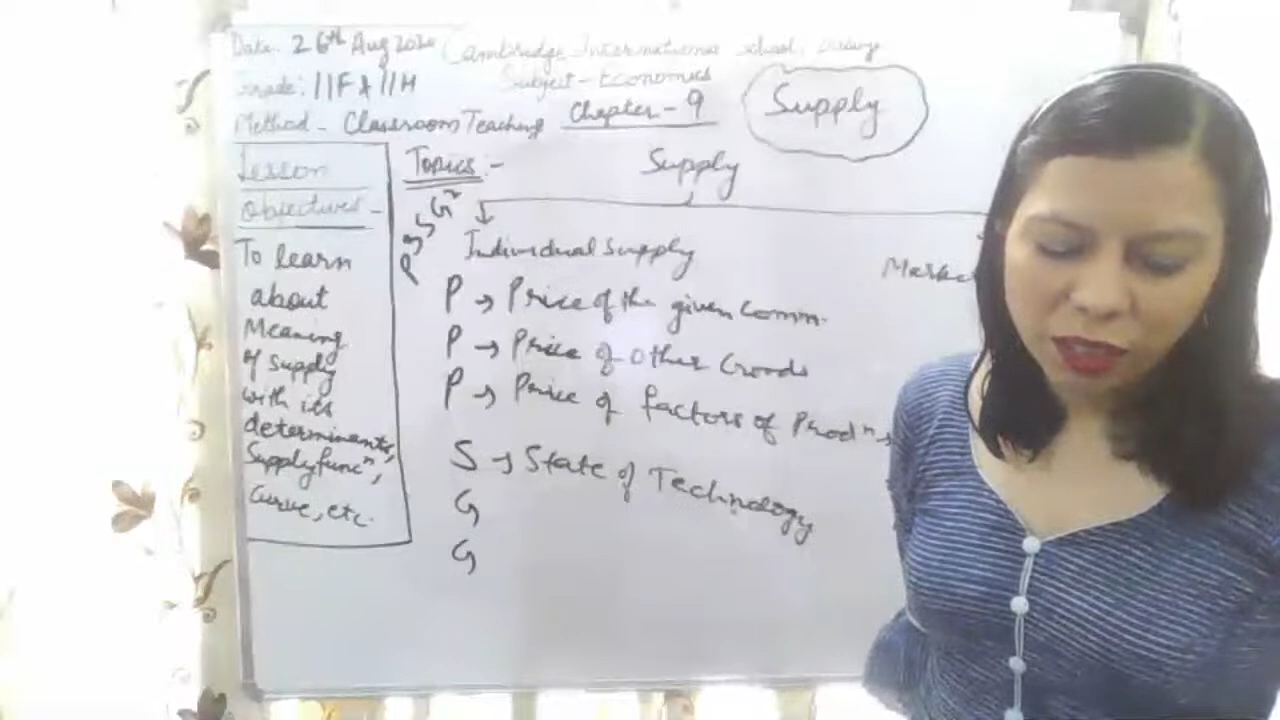 Date: 26th Aug 2020 Cambridge International School,
Grade: 11F & 11H Subject - Economics
Method - Classroom Teaching Chapter - 9 Supply
Lesson
Objectives -
To learn
about
Meaning
of supply
with its
determinants,
Supply funcn,
Curve, etc.
Topics :-
Supply
Individual Supply
P → Price of the given Comm.
P → Price of Other Goods
P → Price of factors of Prodn
S → State of Technology
G
G